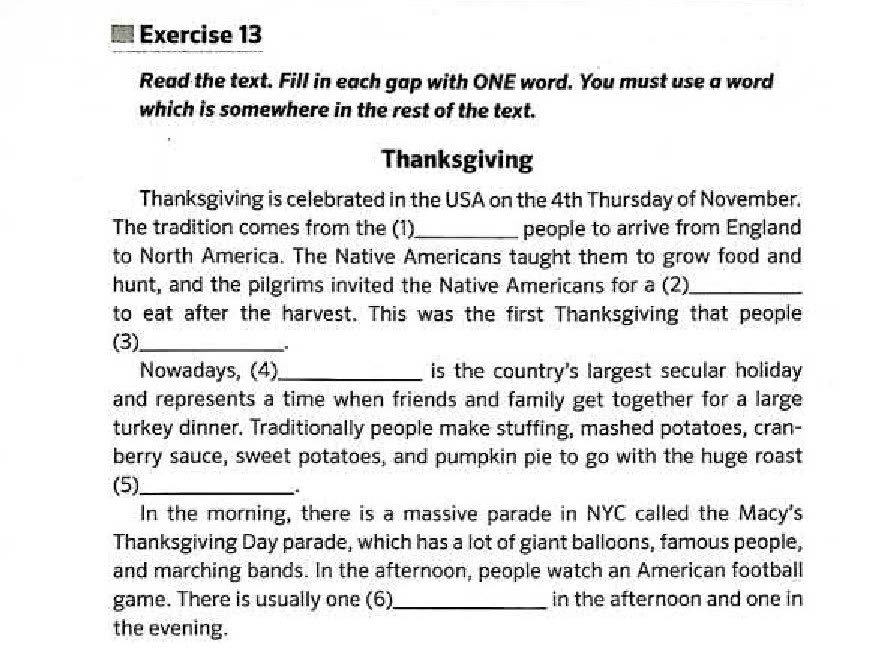 Exercise 13
Read the text. Fill in each gap with ONE word. You must use a word
which is somewhere in the rest of the text.
Thanksgiving
Thanksgiving is celebrated in the USA on the 4th Thursday of November.
The tradition comes from the (1)__________ people to arrive from England
to North America. The Native Americans taught them to grow food and
hunt, and the pilgrims invited the Native Americans for a (2)__________
to eat after the harvest. This was the first Thanksgiving that people
(3)______________.
Nowadays, (4)______________ is the country's largest secular holiday
and represents a time when friends and family get together for a large
turkey dinner. Traditionally people make stuffing, mashed potatoes, cran-
berry sauce, sweet potatoes, and pumpkin pie to go with the huge roast
(5)______________.
In the morning, there is a massive parade in NYC called the Macy's
Thanksgiving Day parade, which has a lot of giant balloons, famous people,
and marching bands. In the afternoon, people watch an American football
game. There is usually one (6)______________ in the afternoon and one in
the evening.